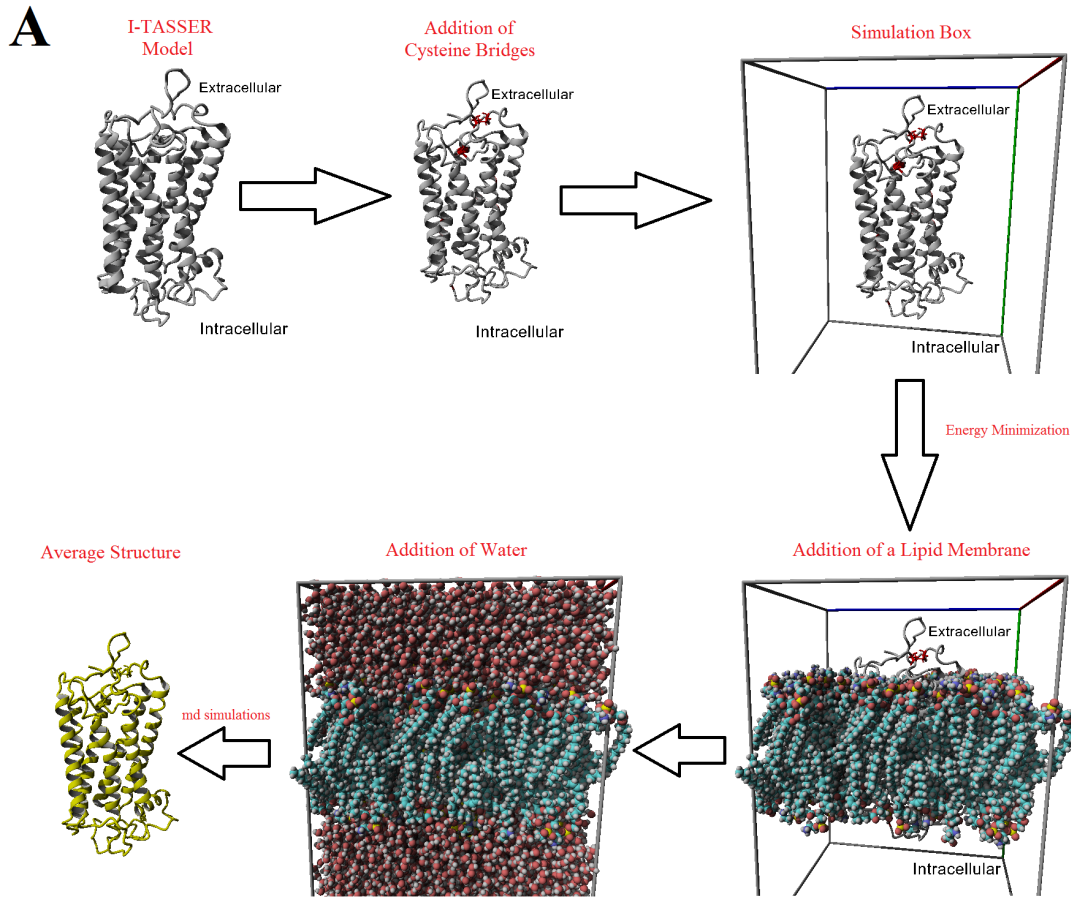 A
I-TASSER
Model
Extracellular
Intracellular
Addition of
Cysteine Bridges
Extracellular
Intracellular
Simulation Box
Extracellular
Intracellular
Energy Minimization
Addition of a Lipid Membrane
Extracellular
Intracellular
Addition of Water
md simulations
Average Structure